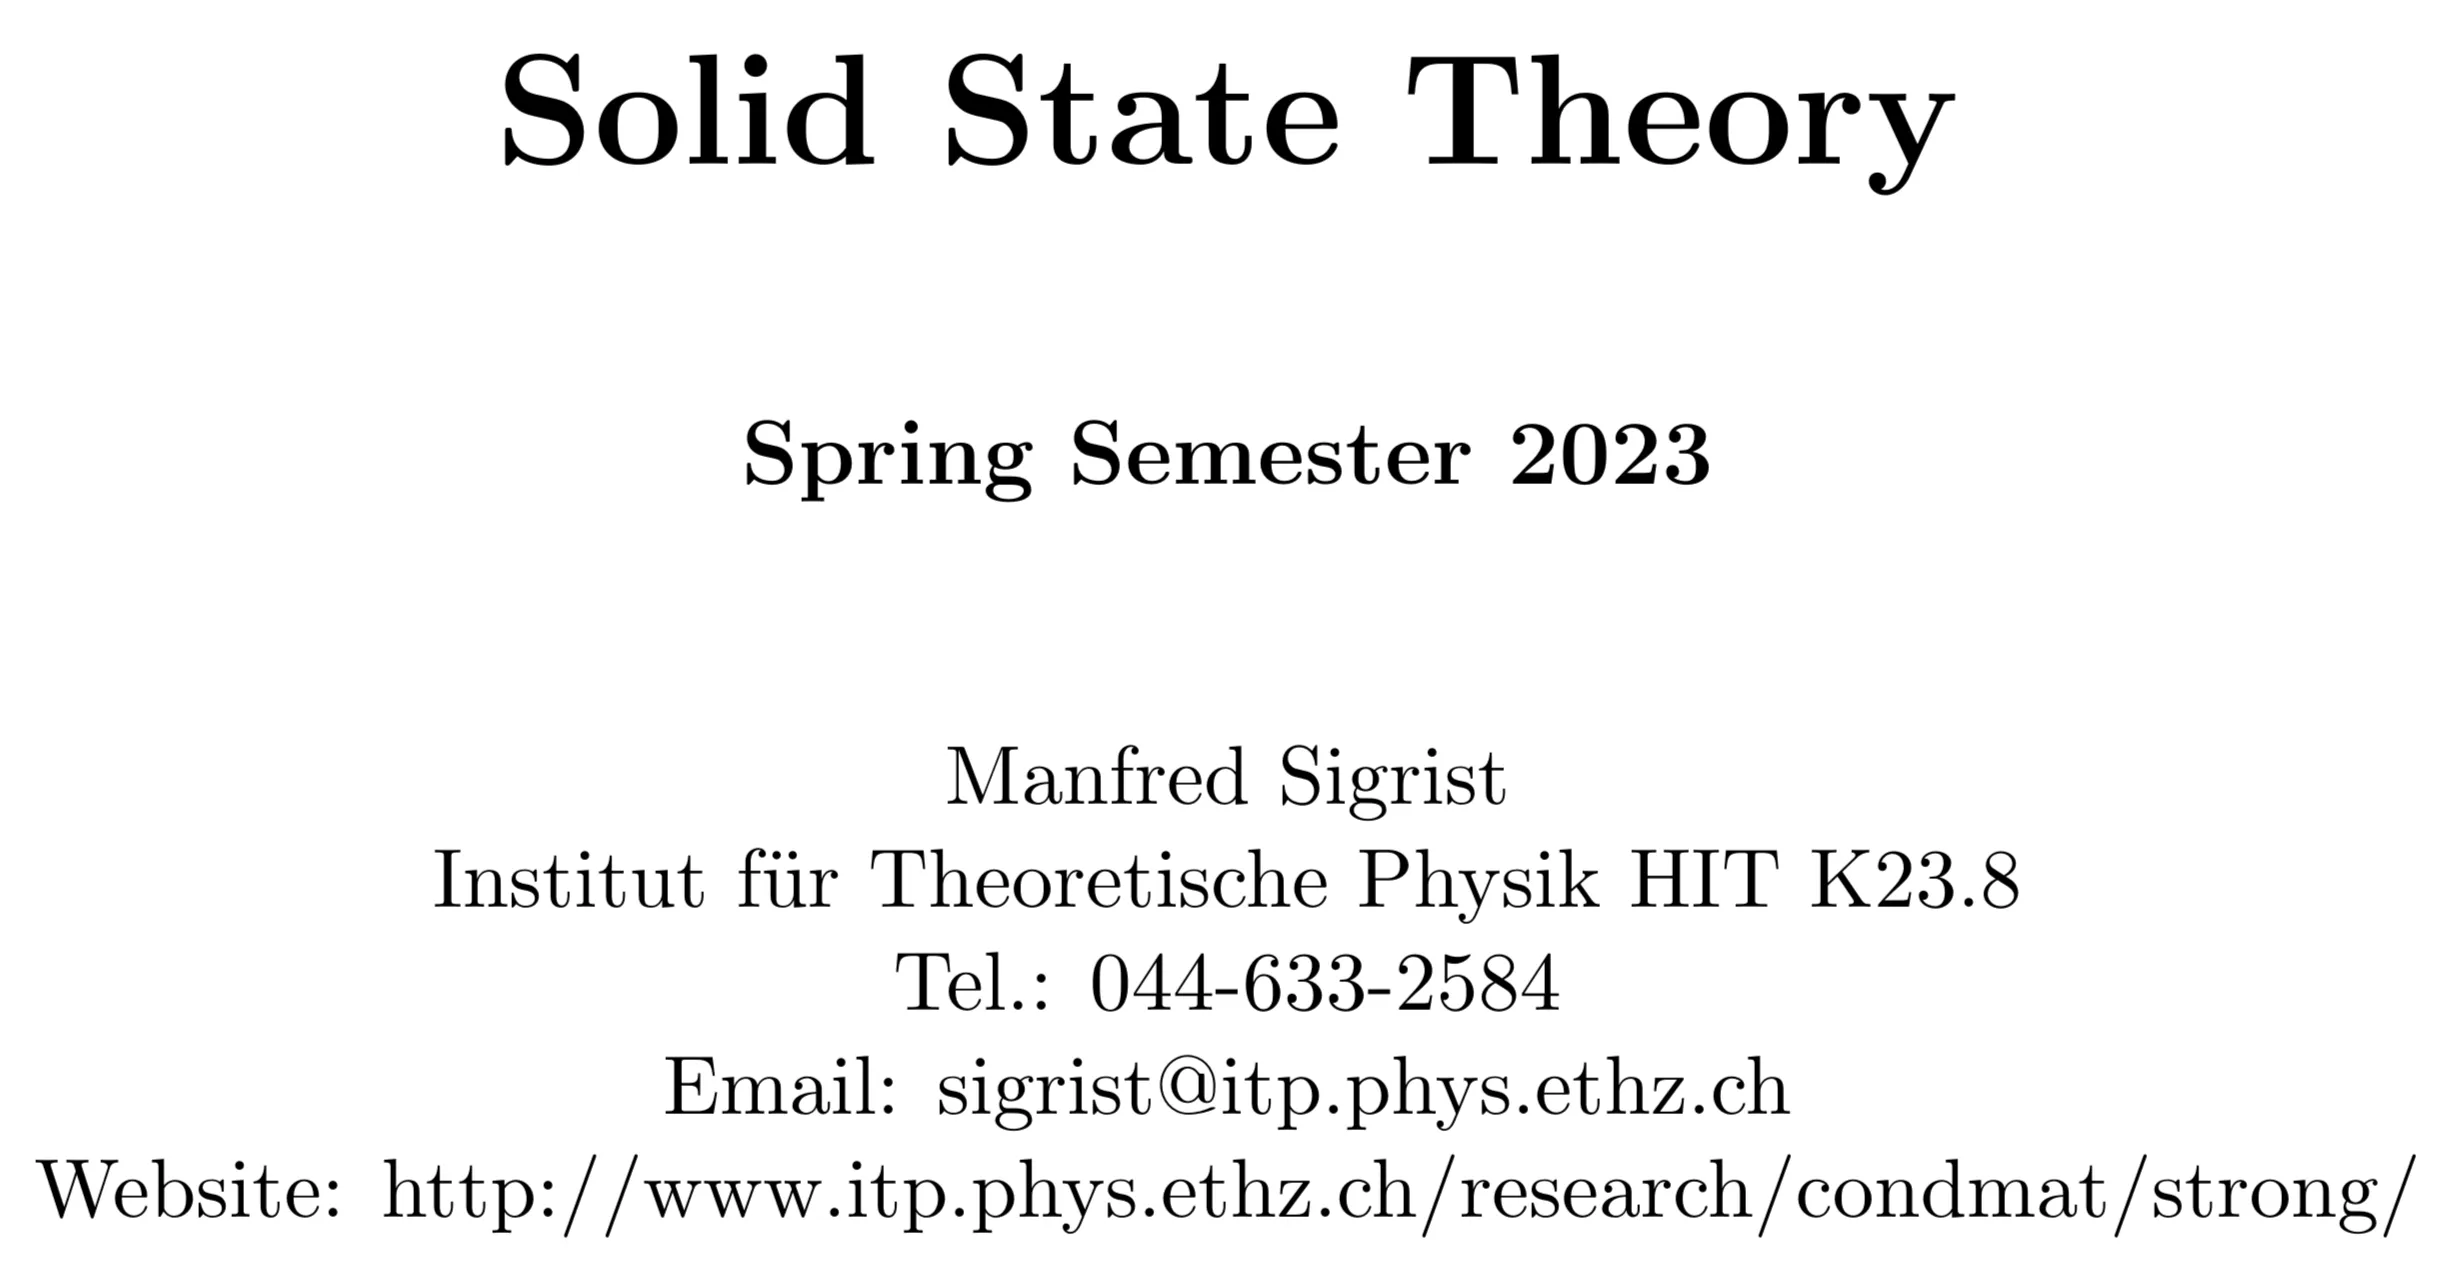 Solid State Theory
Spring Semester 2023
Manfred Sigrist
Institut für Theoretische Physik HIT K23.8
Tel.: 044-633-2584
Email: sigrist@itp.phys.ethz.ch
Website: http://www.itp.phys.ethz.ch/research/condmat/strong/